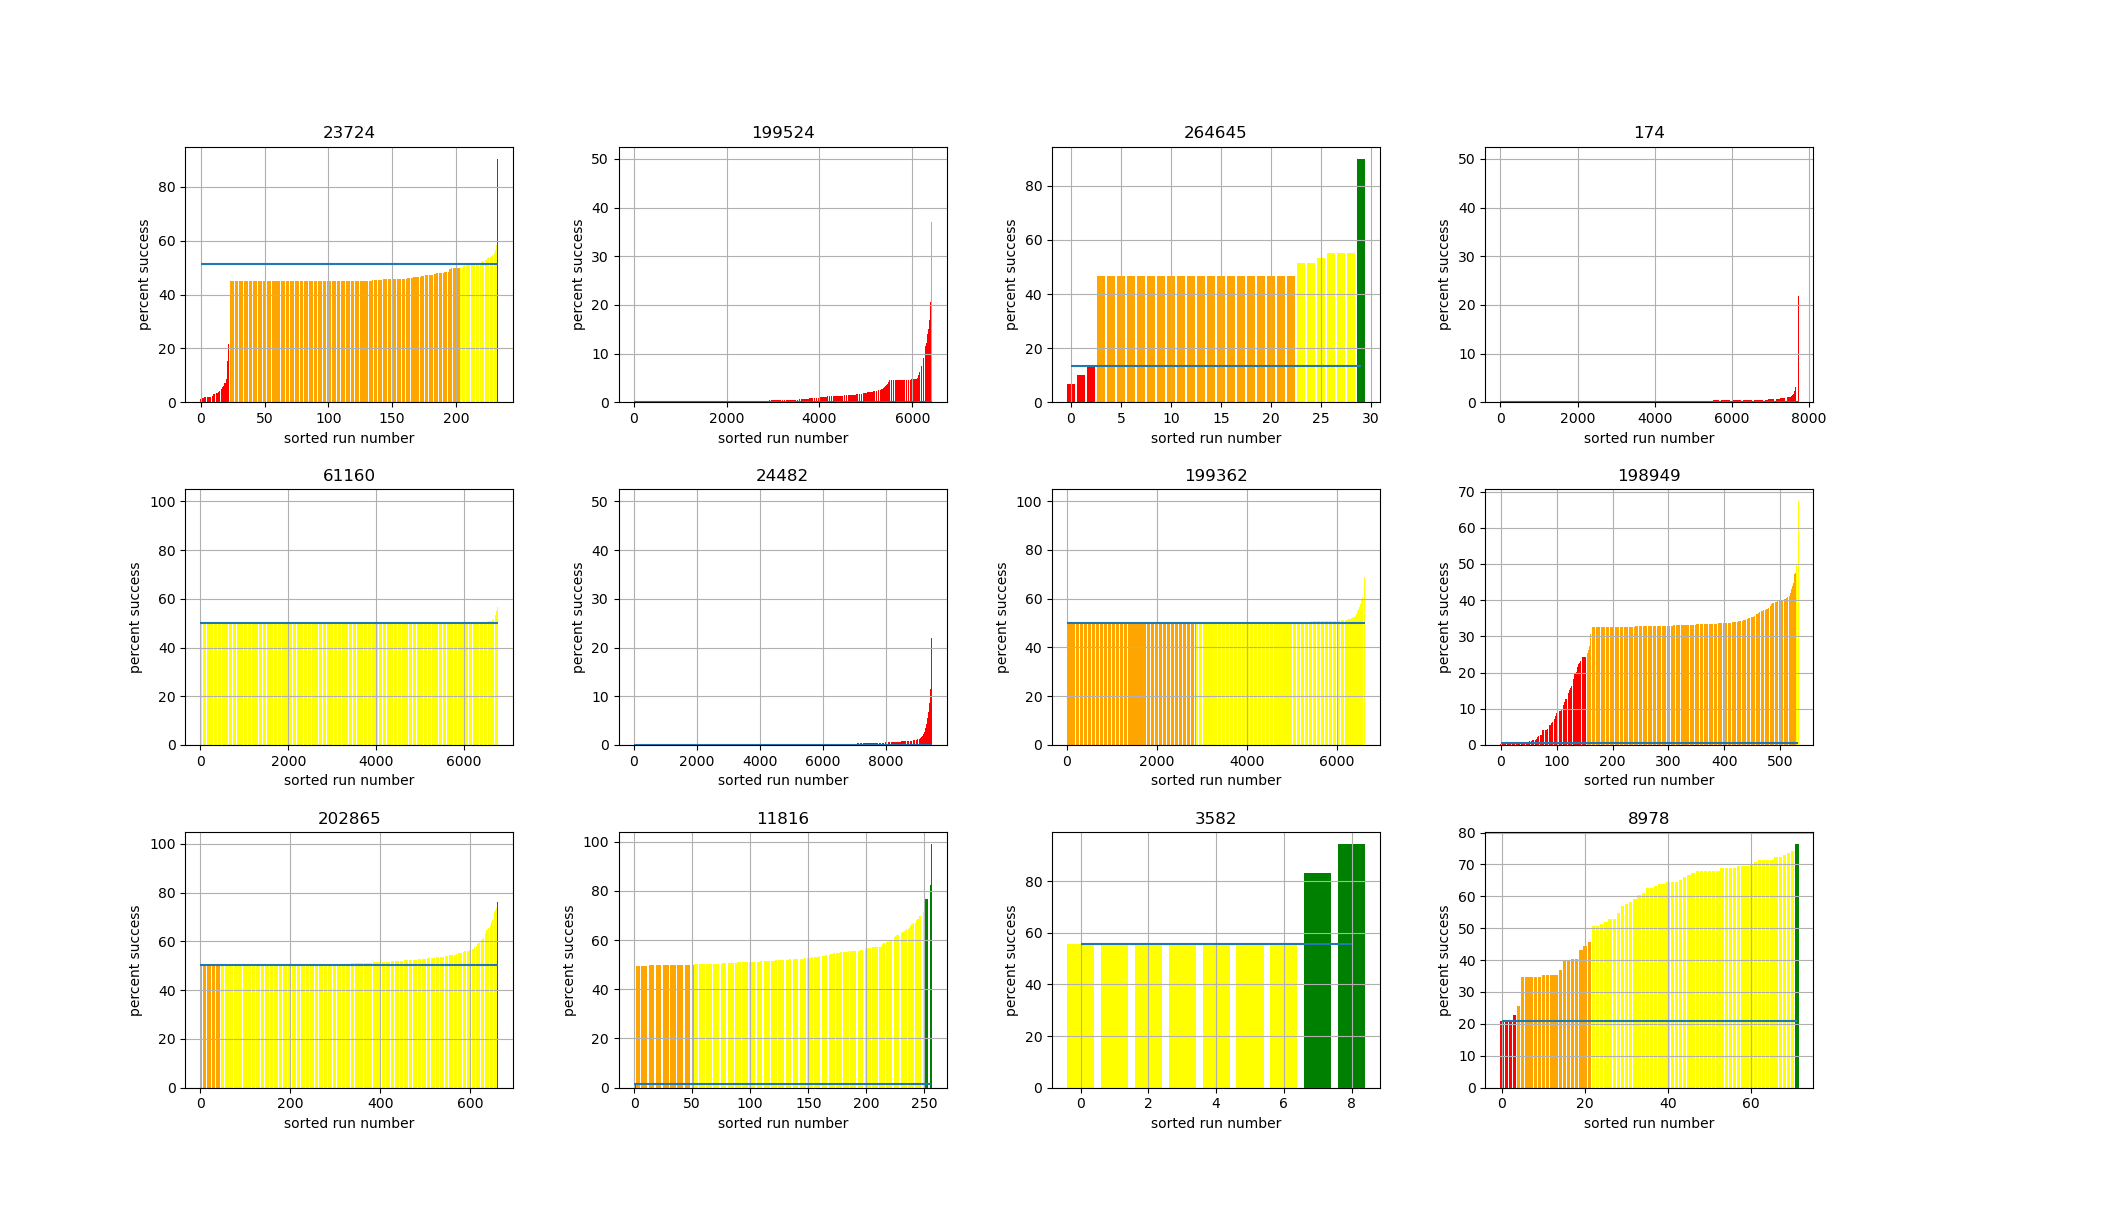 23724 199524 264645 174
80 50 80 50
60 40 60 40
40 30 40 30
20 20 20 20
0 10 0 10
0 0
percent success percent success percent success percent success
0 50 100 150 200 0 2000 4000 6000 0 5 10 15 20 25 30 0 2000 4000 6000 8000
sorted run number sorted run number sorted run number sorted run number
61160 24482 199362 198949
100 50 100 70
80 40 80 60
60 30 60 50
40 20 40 40
20 10 20 30
0 0 0 20
10
0
percent success percent success percent success percent success
0 2000 4000 6000 0 2000 4000 6000 8000 0 2000 4000 6000 0 100 200 300 400 500
sorted run number sorted run number sorted run number sorted run number
202865 11816 3582 8978
100 100 80 80
80 80 60 70
60 60 40 60
40 40 20 50
20 20 0 40
0 0 30
20
10
0
percent success percent success percent success percent success
0 200 400 600 0 50 100 150 200 250 0 2 4 6 8 0 20 40 60
sorted run number sorted run number sorted run number sorted run number